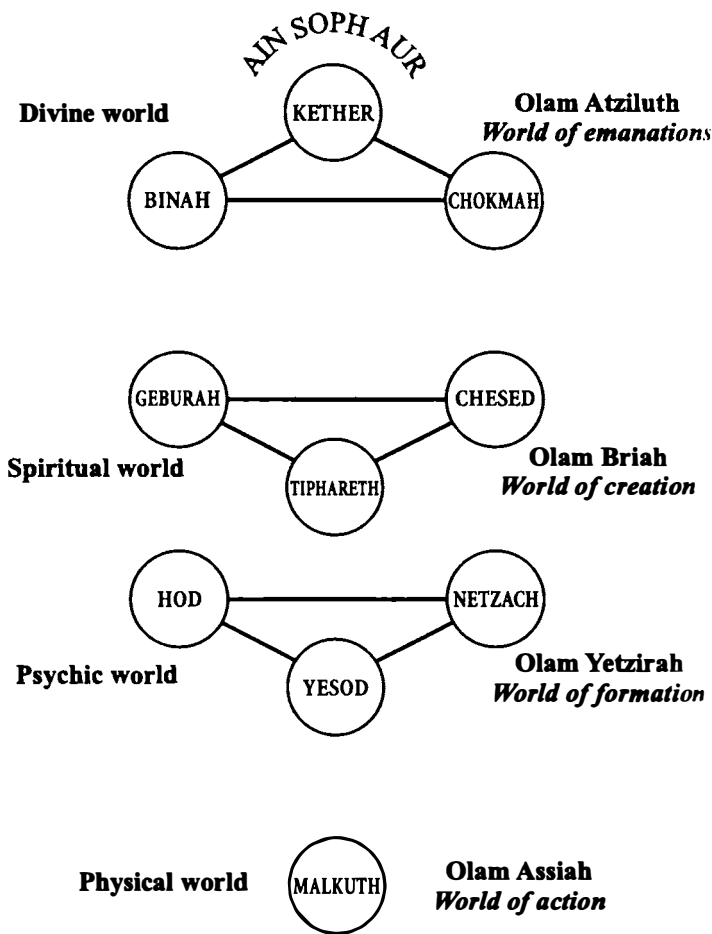 AIN SOPH AUR
KETHER
Divine world
Olam Atziluth
World of emanations
BINAH
CHOKMAH
GEBURAH
CHESED
Spiritual world
TIPHARETH
Olam Briah
World of creation
HOD
NETZACH
Psychic world
YESOD
Olam Yetzirah
World of formation
Physical world
MALKUTH
Olam Assiah
World of action